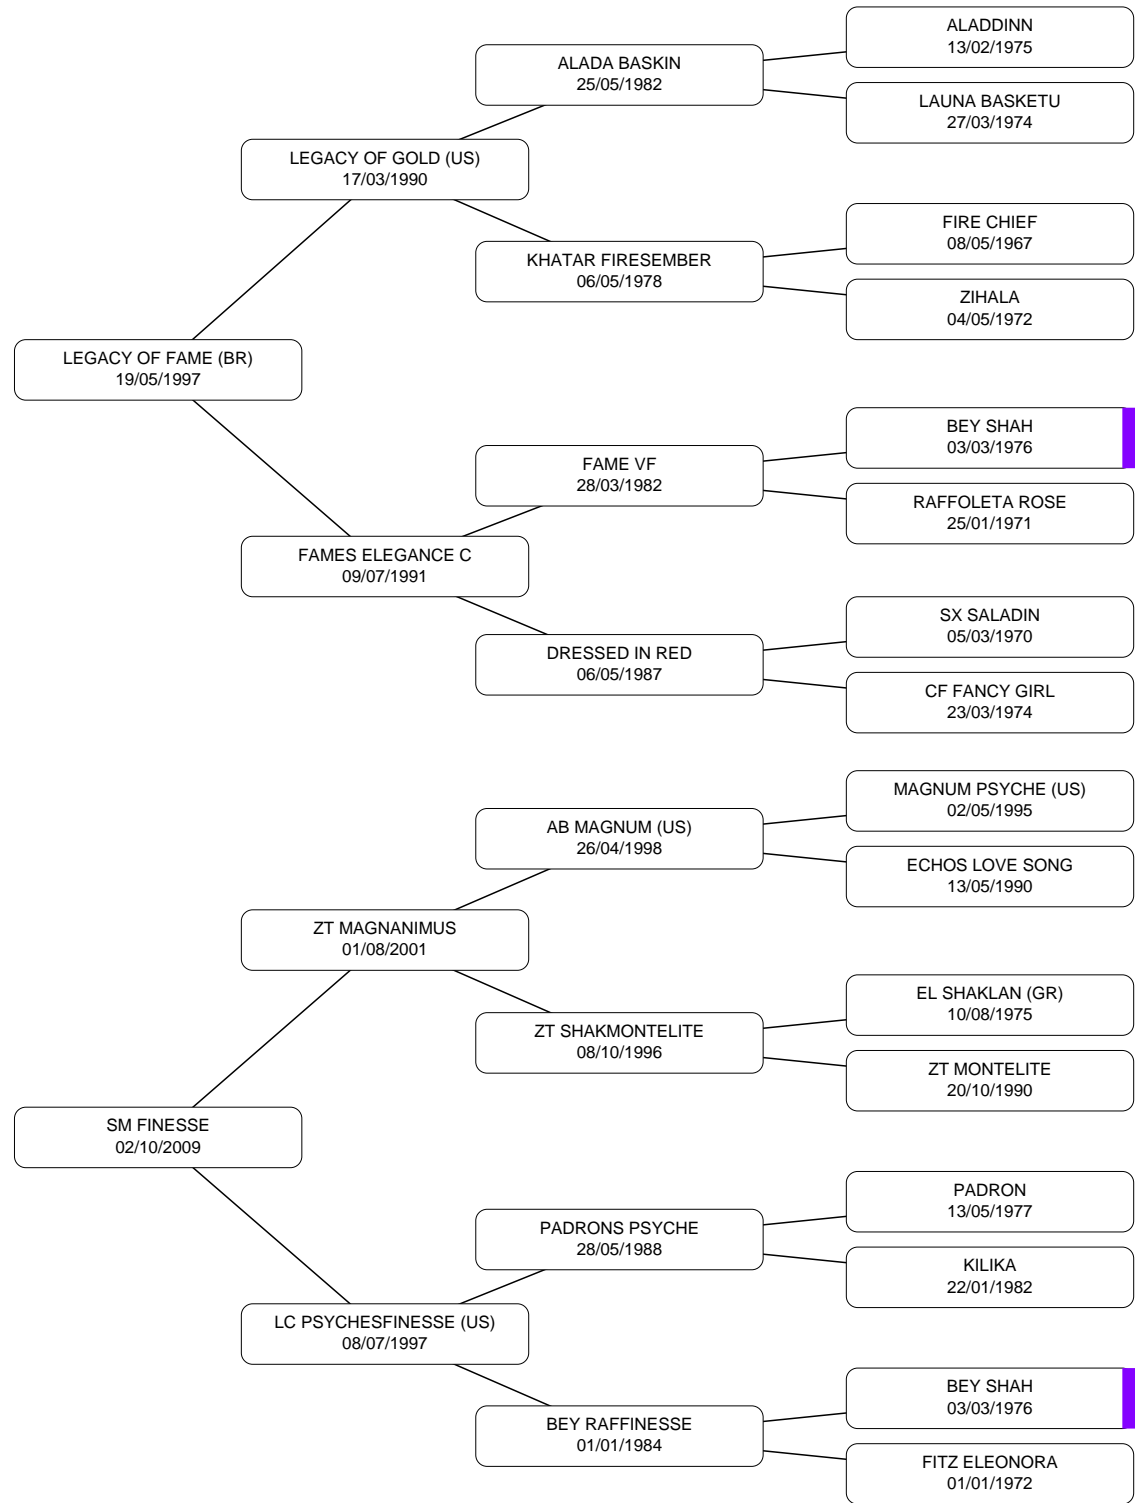 ALADDINN
13/02/1975
ALADA BASKIN
25/05/1982
LAUNA BASKETU
27/03/1974
LEGACY OF GOLD (US)
17/03/1990
FIRE CHIEF
08/05/1967
KHATAR FIRESEMBER
06/05/1978
ZIHALA
04/05/1972
LEGACY OF FAME (BR)
19/05/1997
BEY SHAH
03/03/1976
FAME VF
28/03/1982
RAFFOLETA ROSE
25/01/1971
FAMES ELEGANCE C
09/07/1991
SX SALADIN
05/03/1970
DRESSED IN RED
06/05/1987
CF FANCY GIRL
23/03/1974
MAGNUM PSYCHE (US)
02/05/1995
AB MAGNUM (US)
26/04/1998
ECHOS LOVE SONG
13/05/1990
ZT MAGNANIMUS
01/08/2001
EL SHAKLAN (GR)
10/08/1975
ZT SHAKMONTELITE
08/10/1996
ZT MONTELITE
20/10/1990
SM FINESSE
02/10/2009
PADRON
13/05/1977
PADRONS PSYCHE
28/05/1988
KILIKA
22/01/1982
LC PSYCHESFINESSE (US)
08/07/1997
BEY SHAH
03/03/1976
BEY RAFFINESSE
01/01/1984
FITZ ELEONORA
01/01/1972